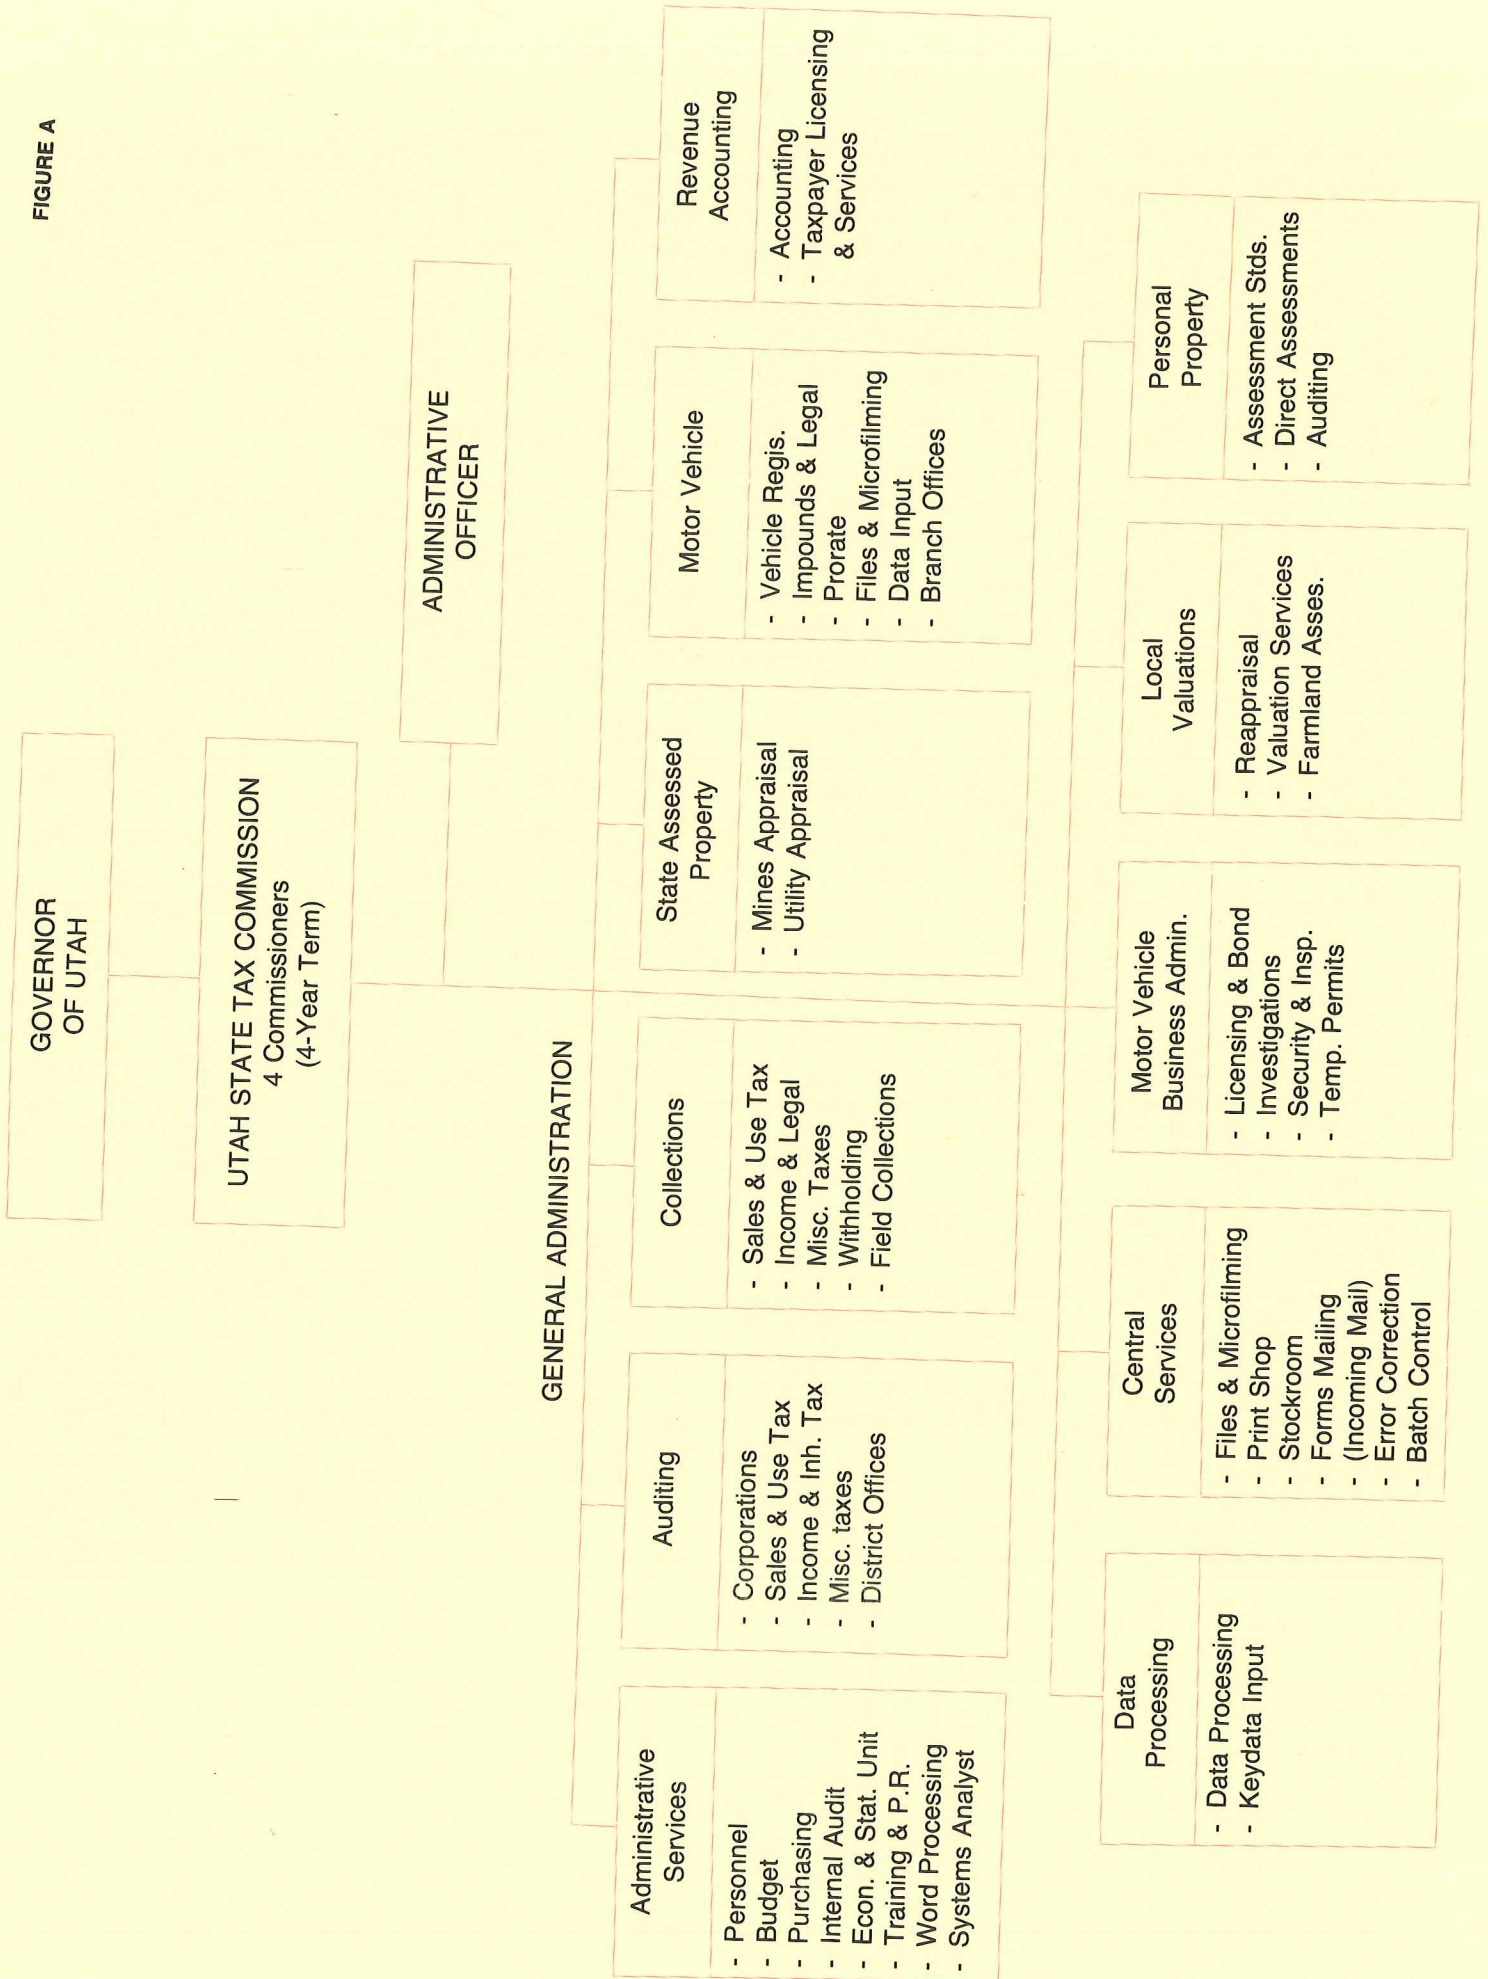 FIGURE A
GOVERNOR
OF UTAH
UTAH STATE TAX COMMISSION
4 Commissioners
(4-Year Term)
ADMINISTRATIVE
OFFICER
GENERAL ADMINISTRATION
Administrative
Services
- Personnel
- Budget
- Purchasing
- Internal Audit
- Econ. & Stat. Unit
- Training & P.R.
- Word Processing
- Systems Analyst
Auditing
- Corporations
- Sales & Use Tax
- Income & Inh. Tax
- Misc. taxes
- District Offices
Collections
- Sales & Use Tax
- Income & Legal
- Misc. Taxes
- Withholding
- Field Collections
State Assessed
Property
- Mines Appraisal
- Utility Appraisal
Motor Vehicle
- Vehicle Regis.
- Impounds & Legal
- Prorate
- Files & Microfilming
- Data Input
- Branch Offices
Revenue
Accounting
- Accounting
- Taxpayer Licensing
& Services
Data
Processing
- Data Processing
- Keydata Input
Central
Services
- Files & Microfilming
- Print Shop
- Stockroom
- Forms Mailing
- (Incoming Mail)
- Error Correction
- Batch Control
Motor Vehicle
Business Admin.
- Licensing & Bond
- Investigations
- Security & Insp.
- Temp. Permits
Local
Valuations
- Reappraisal
- Valuation Services
- Farmland Asses.
Personal
Property
- Assessment Stds.
- Direct Assessments
- Auditing